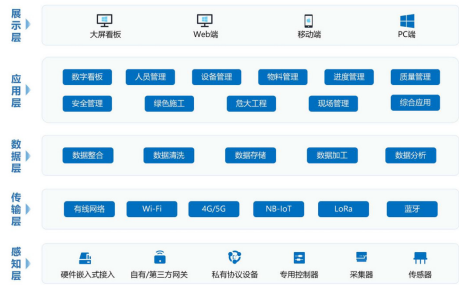 展示层
大屏看板 Web端 移动端 PC端
应用层
数字看板 人员管理 设备管理 物料管理 进度管理 质量管理
安全管理 绿色施工 危大工程 现场管理 综合应用
数据层
数据整合 数据清洗 数据存储 数据加工 数据分析
传输层
有线网络 Wi-Fi 4G/5G NB-IoT LoRa 蓝牙
感知层
硬件嵌入式接入 自有/第三方网关 私有协议设备 专用控制器 采集器 传感器